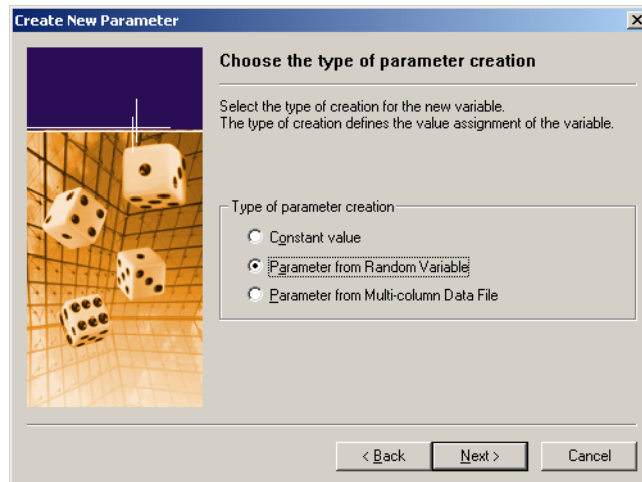 Create New Parameter
Choose the type of parameter creation
Select the type of creation for the new variable.
The type of creation defines the value assignment of the variable.
Type of parameter creation
Constant value
Parameter from Random Variable
Parameter from Multi-column Data File
< Back
Next >
Cancel